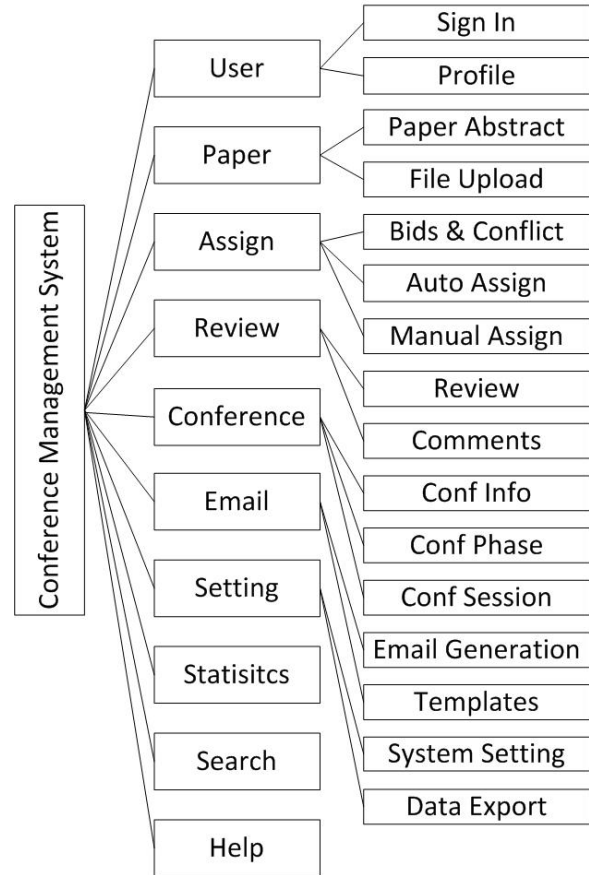 Conference Management System
User
Paper
Assign
Review
Conference
Email
Setting
Statisitcs
Search
Help
Sign In
Profile
Paper Abstract
File Upload
Bids & Conflict
Auto Assign
Manual Assign
Review
Comments
Conf Info
Conf Phase
Conf Session
Email Generation
Templates
System Setting
Data Export